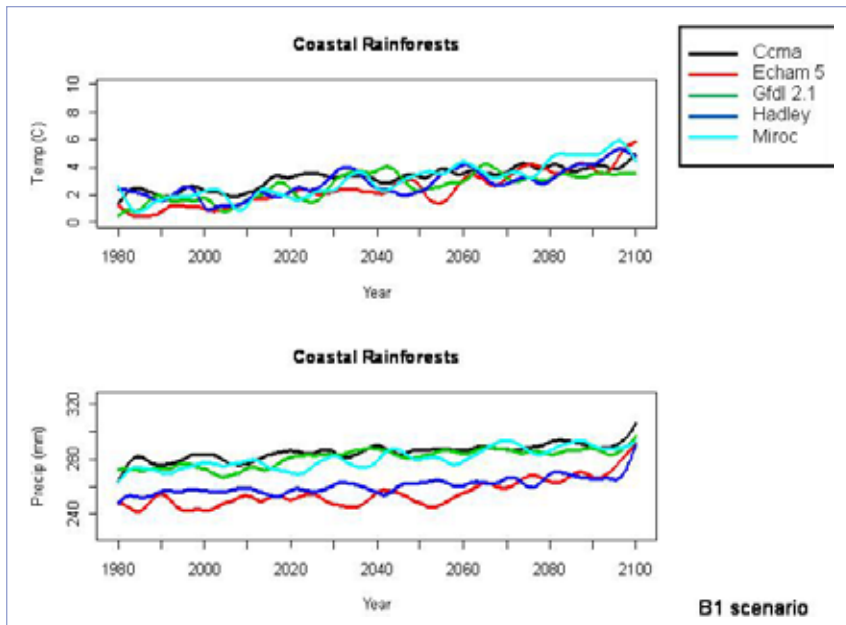 Coastal Rainforests
Temp (C)
10
8
6
4
2
0
1980 2000 2020 2040 2060 2080 2100
Year
Ccma
Echam 5
Gfdl 2.1
Hadley
Miroc
Coastal Rainforests
Precip (mm)
320
280
240
1980 2000 2020 2040 2060 2080 2100
Year
B1 scenario